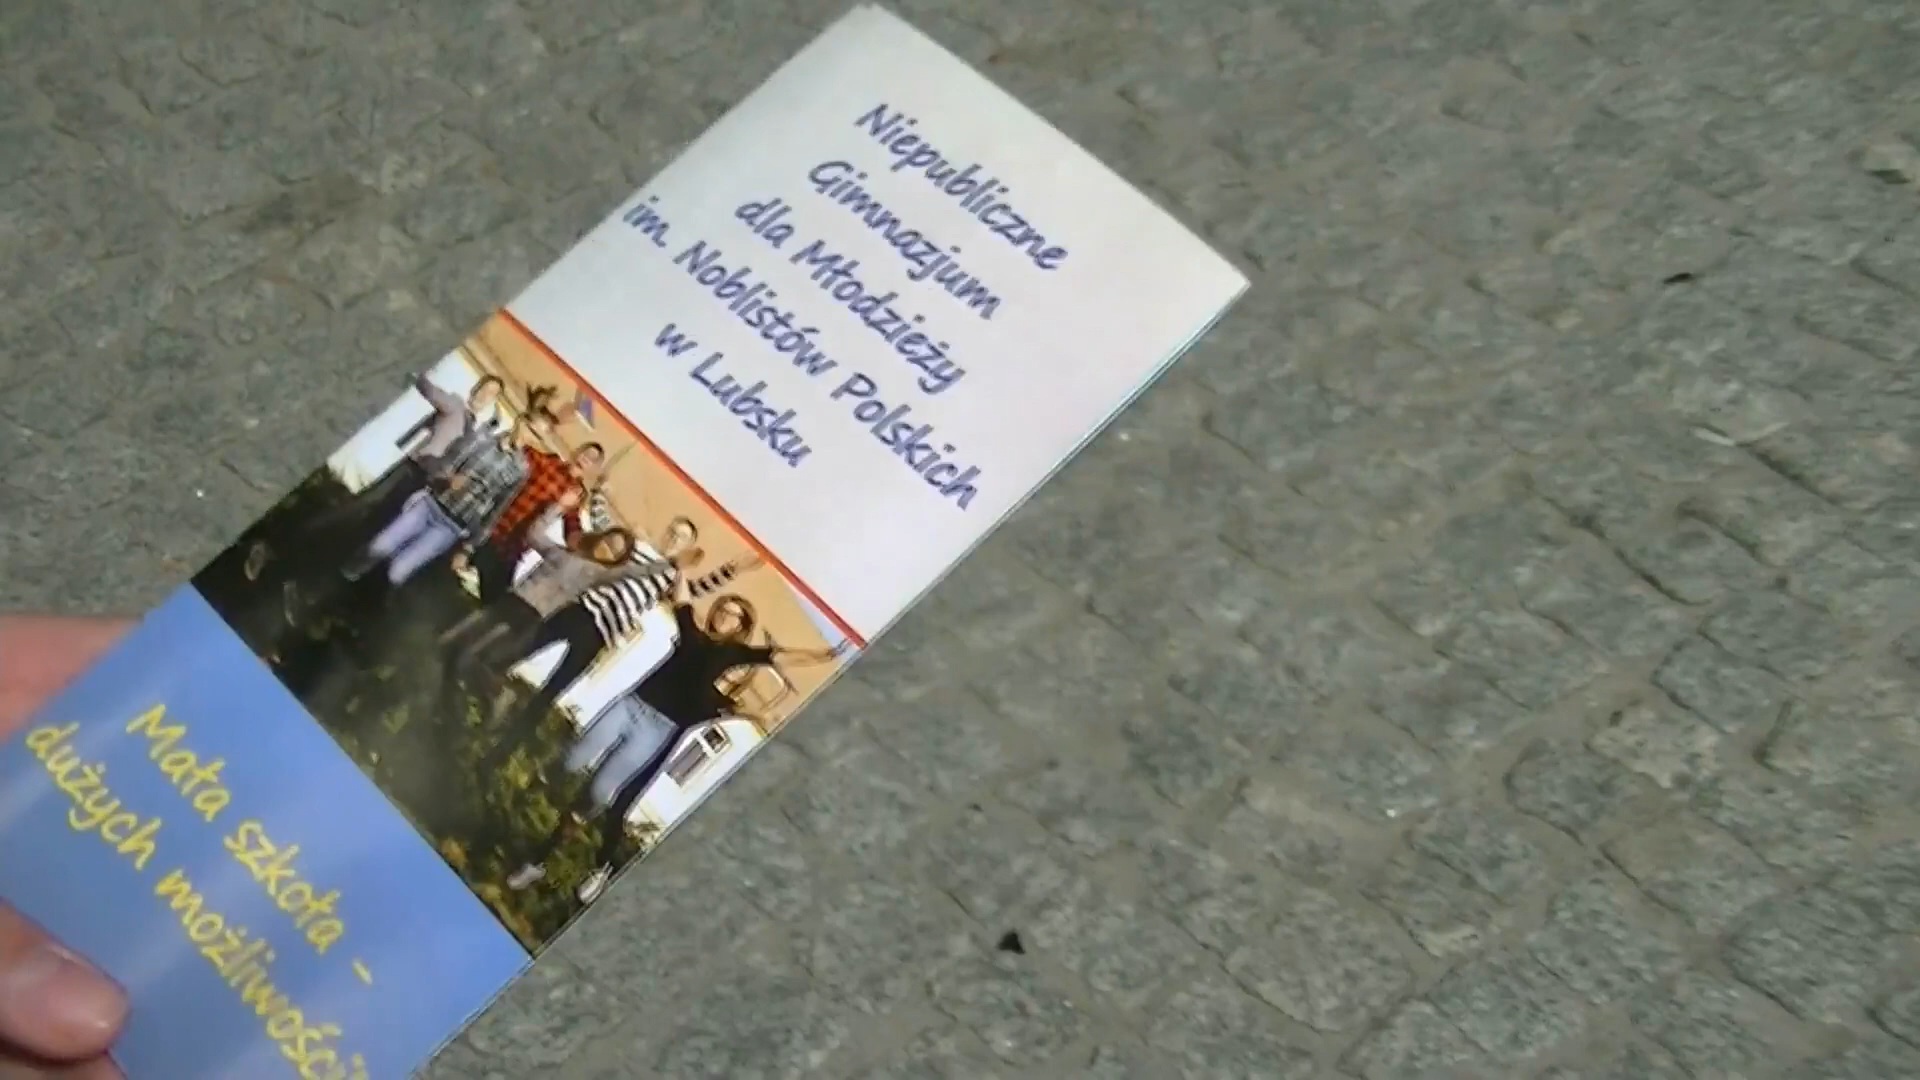 Niepubliczne
Gimnazjum
dla Młodzieży
im. Noblistów Polskich
w Lubsku
Mała szkoła -
dużych możliwości